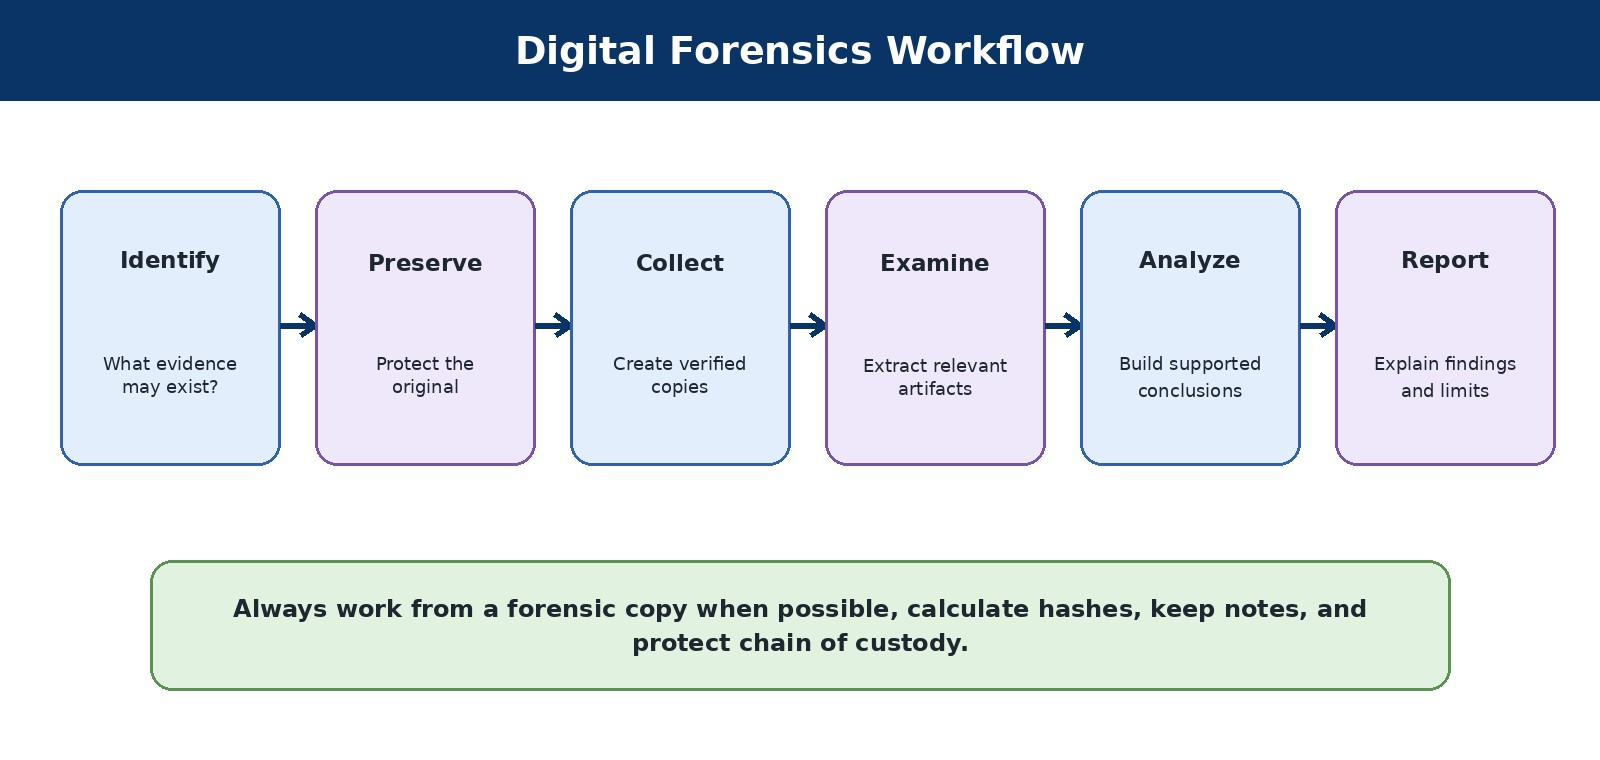 Digital Forensics Workflow
Identify
What evidence
may exist?
Preserve
Protect the
original
Collect
Create verified
copies
Examine
Extract relevant
artifacts
Analyze
Build supported
conclusions
Report
Explain findings
and limits
Always work from a forensic copy when possible, calculate hashes, keep notes, and
protect chain of custody.